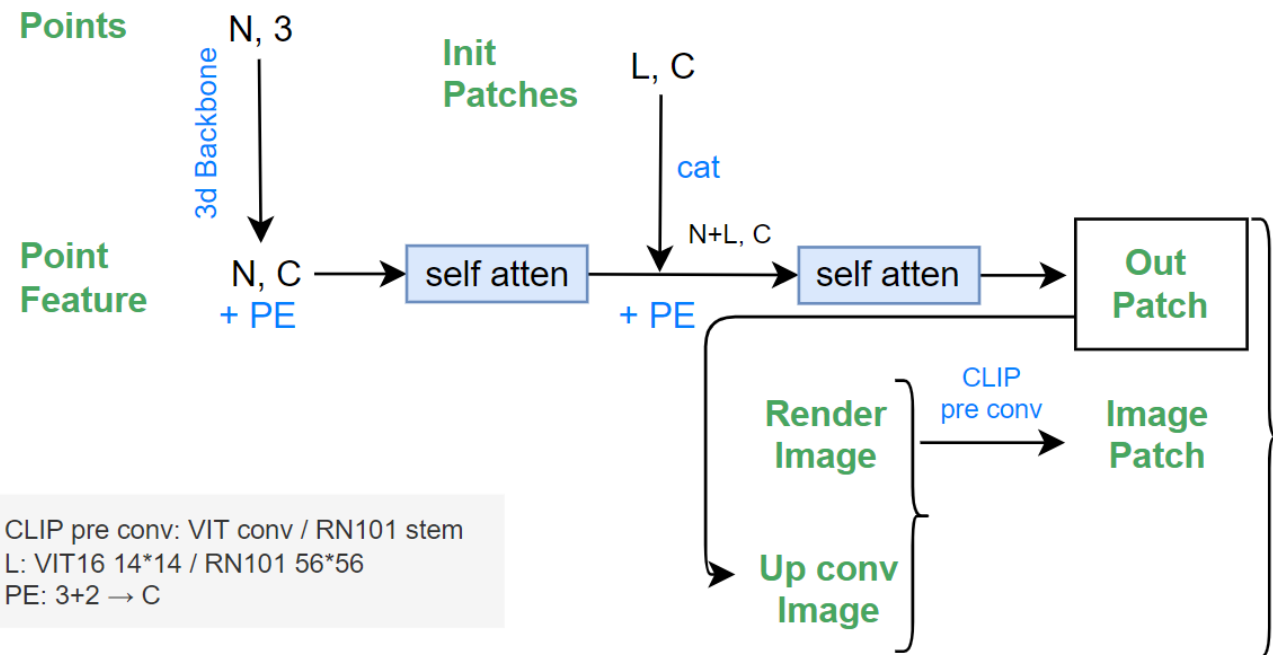 Points
N, 3
3d Backbone
Init
Patches
L, C
cat
Point
Feature
N, C
+ PE
self atten
N+L, C
+ PE
self atten
Out
Patch
Render
Image
CLIP
pre conv
Image
Patch
Up conv
Image
CLIP pre conv: VIT conv / RN101 stem
L: VIT16 14*14 / RN101 56*56
PE: 3+2 → C